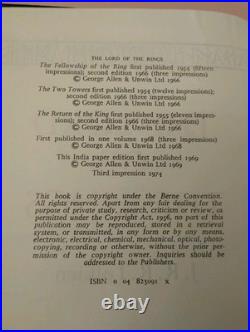 THE LORD OF THE RINGS
The Fellowship of the Ring first published 1954 (fifteen
impressions); second edition 1966 (three impressions)
© George Allen & Unwin Ltd 1966
The Two Towers first published 1954 (twelve impressions);
second edition 1966 (three impressions)
© George Allen & Unwin Ltd 1966
The Return of the King first published 1955 (eleven impres-
sions); second edition 1966 (three impressions)
© George Allen & Unwin Ltd 1966
First published in one volume 1968 (three impressions)
© George Allen & Unwin Ltd 1968
This India paper edition first published 1969
© George Allen & Unwin Ltd 1969
Third impression 1974
This book is copyright under the Berne Convention.
All rights reserved. Apart from any fair dealing for the
purpose of private study, research, criticism or review, as
permitted under the Copyright Act, 1956, no part of
this publication may be reproduced, stored in a retrieval
system, or transmitted, in any form or by any means,
electronic, electrical, chemical, mechanical, optical, photo-
copying, recording or otherwise, without the prior permis-
sion of the copyright owner. Inquiries should be
addressed to the Publishers.
ISBN 0 04 823091 x